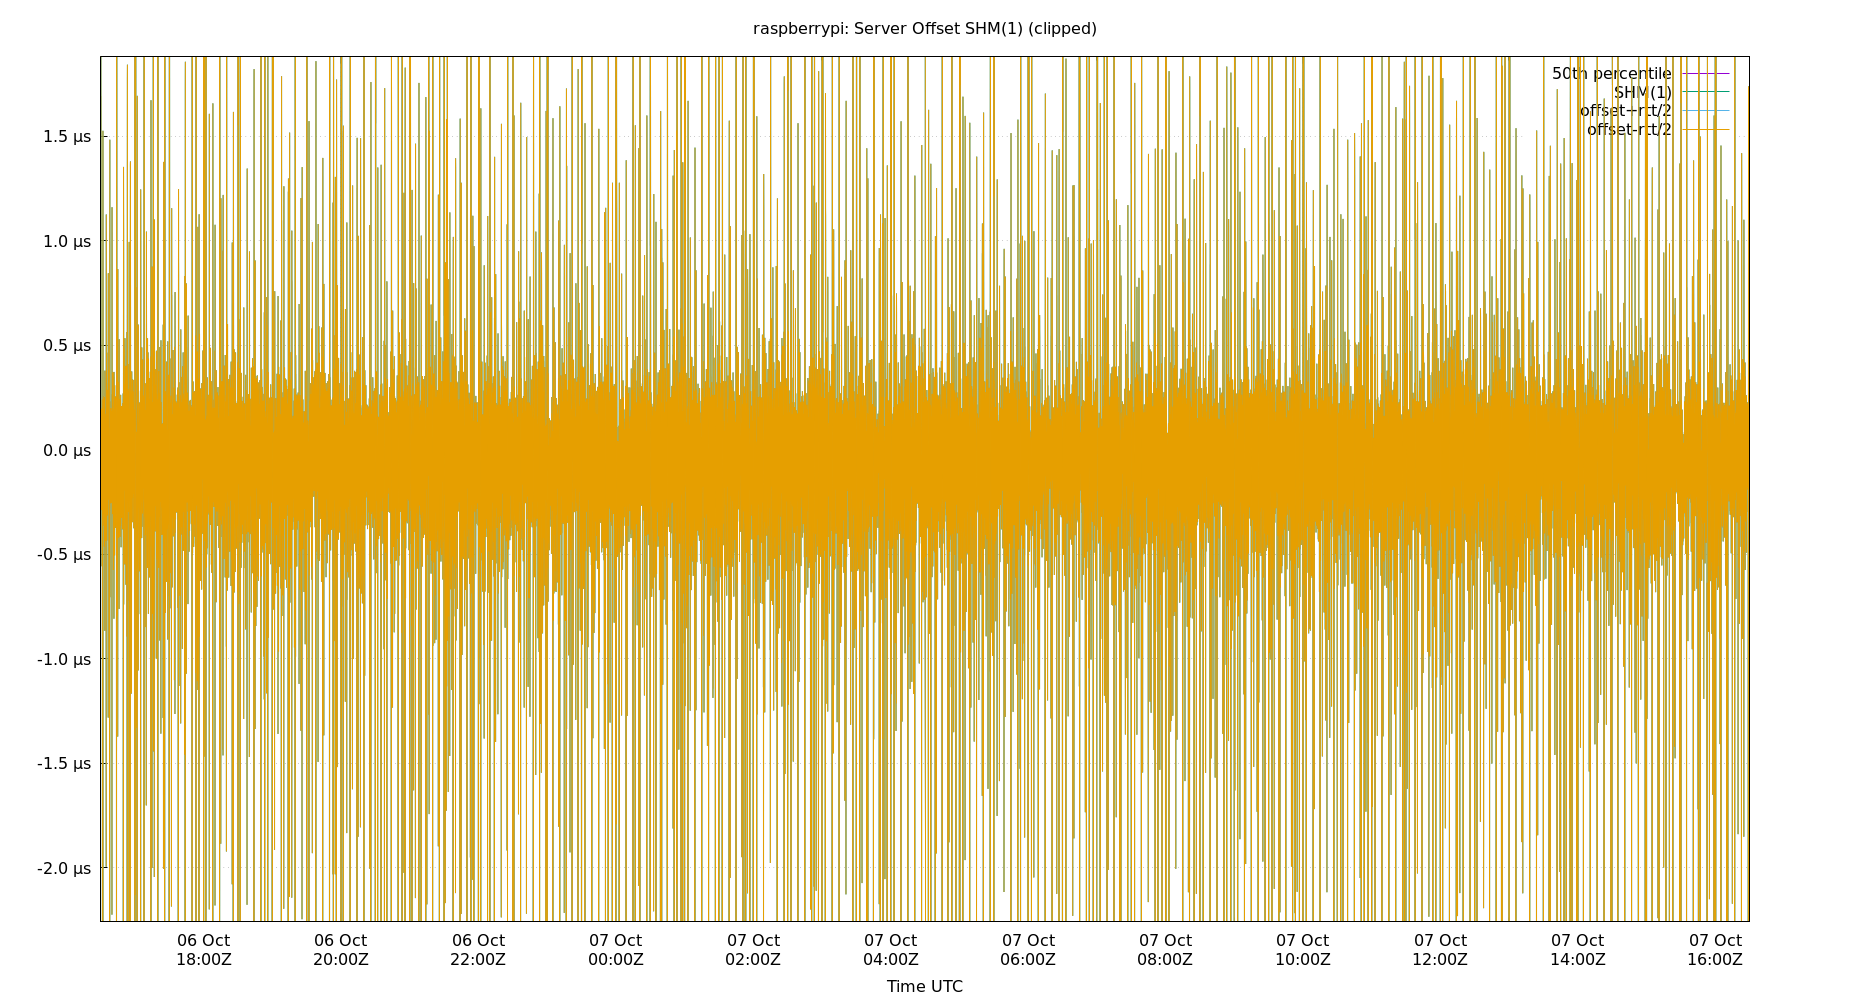 raspberrypi: Server Offset SHM(1) (clipped)
50th percentile
SHM(1)
offset+rtt/2
offset-rtt/2
1.5 µs
1.0 µs
0.5 µs
0.0 µs
-0.5 µs
-1.0 µs
-1.5 µs
-2.0 µs
06 Oct 06 Oct 06 Oct 07 Oct 07 Oct 07 Oct 07 Oct 07 Oct 07 Oct 07 Oct 07 Oct 07 Oct
18:00Z 20:00Z 22:00Z 00:00Z 02:00Z 04:00Z 06:00Z 08:00Z 10:00Z 12:00Z 14:00Z 16:00Z
Time UTC